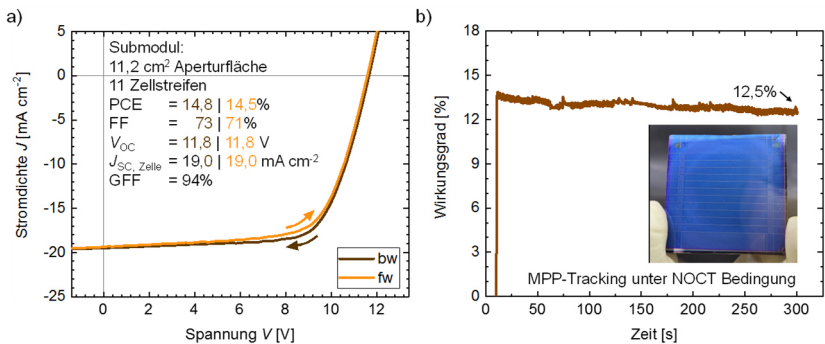 a)
Submodul:
11,2 cm² Aperturfläche
11 Zellstreifen
PCE = 14,8 | 14,5%
FF = 73 | 71%
V_OC = 11,8 | 11,8 V
J_SC, Zelle = 19,0 | 19,0 mA cm⁻²
GFF = 94%
bw
fw
5
0
-5
-10
-15
-20
-25
0
2
4
6
8
10
12
Stromdichte J [mA cm⁻²]
Spannung V [V]
b)
12,5%
MPP-Tracking unter NOCT Bedingung
18
15
12
9
6
3
0
0
50
100
150
200
250
300
Wirkungsgrad [%]
Zeit [s]